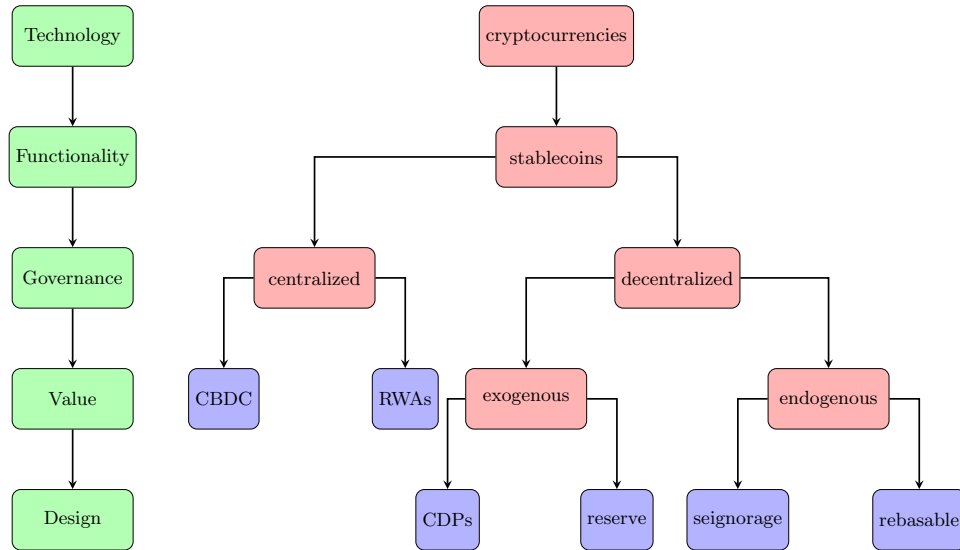 Technology
cryptocurrencies
Functionality
stablecoins
Governance
centralized
decentralized
Value
CBDC
RWAs
exogenous
endogenous
Design
CDPs
reserve
seignorage
rebasable